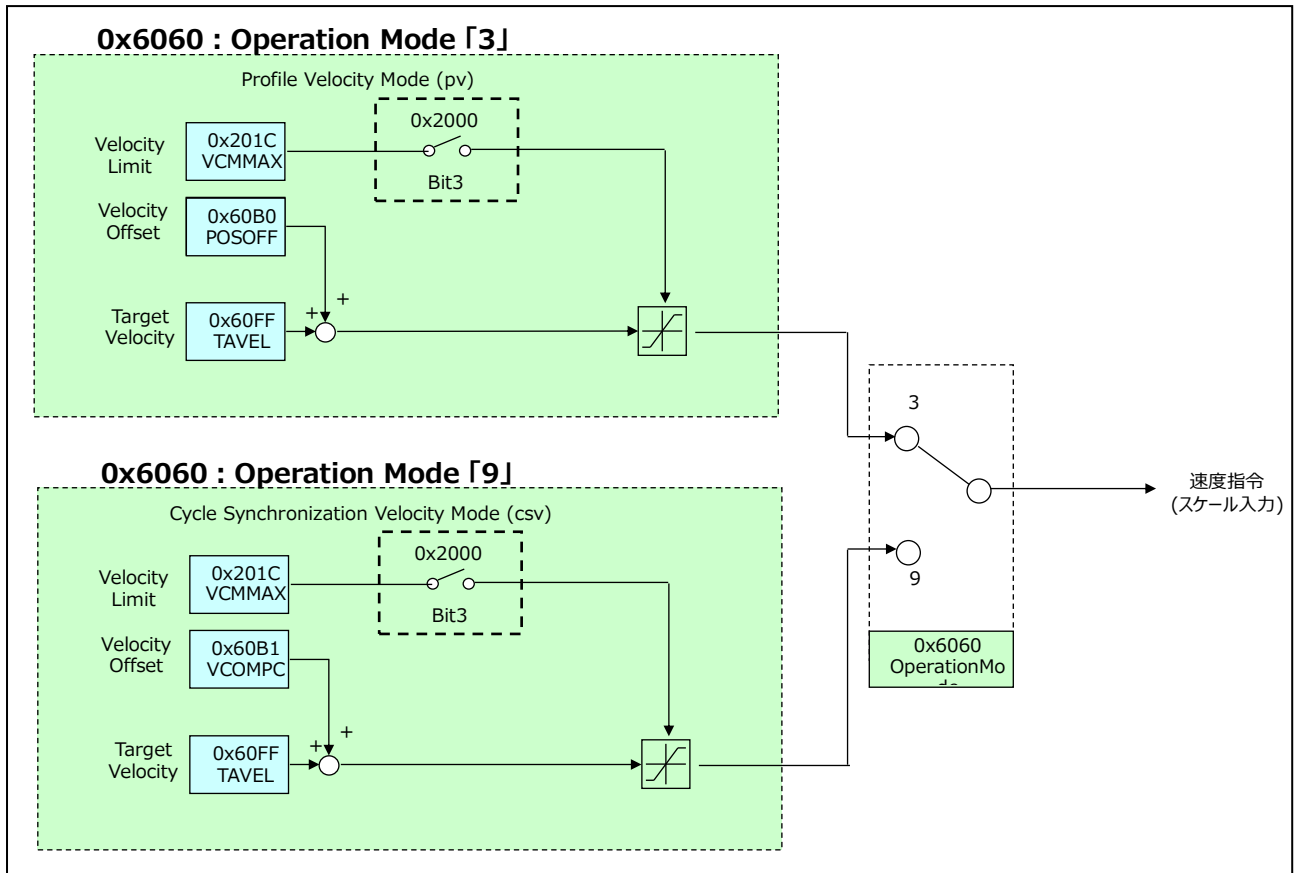 0x6060 : Operation Mode ｢3｣
Profile Velocity Mode (pv)
0x2000
Bit3
Velocity
Limit
0x201C
VCMMAX
Velocity
Offset
0x60B0
POSOFF
Target
Velocity
0x60FF
TAVEL
+
+
0x6060 : Operation Mode ｢9｣
Cycle Synchronization Velocity Mode (csv)
0x2000
Bit3
Velocity
Limit
0x201C
VCMMAX
Velocity
Offset
0x60B1
VCOMPC
Target
Velocity
0x60FF
TAVEL
+
+
3
9
0x6060
OperationMo
速度指令
(スケール入力)